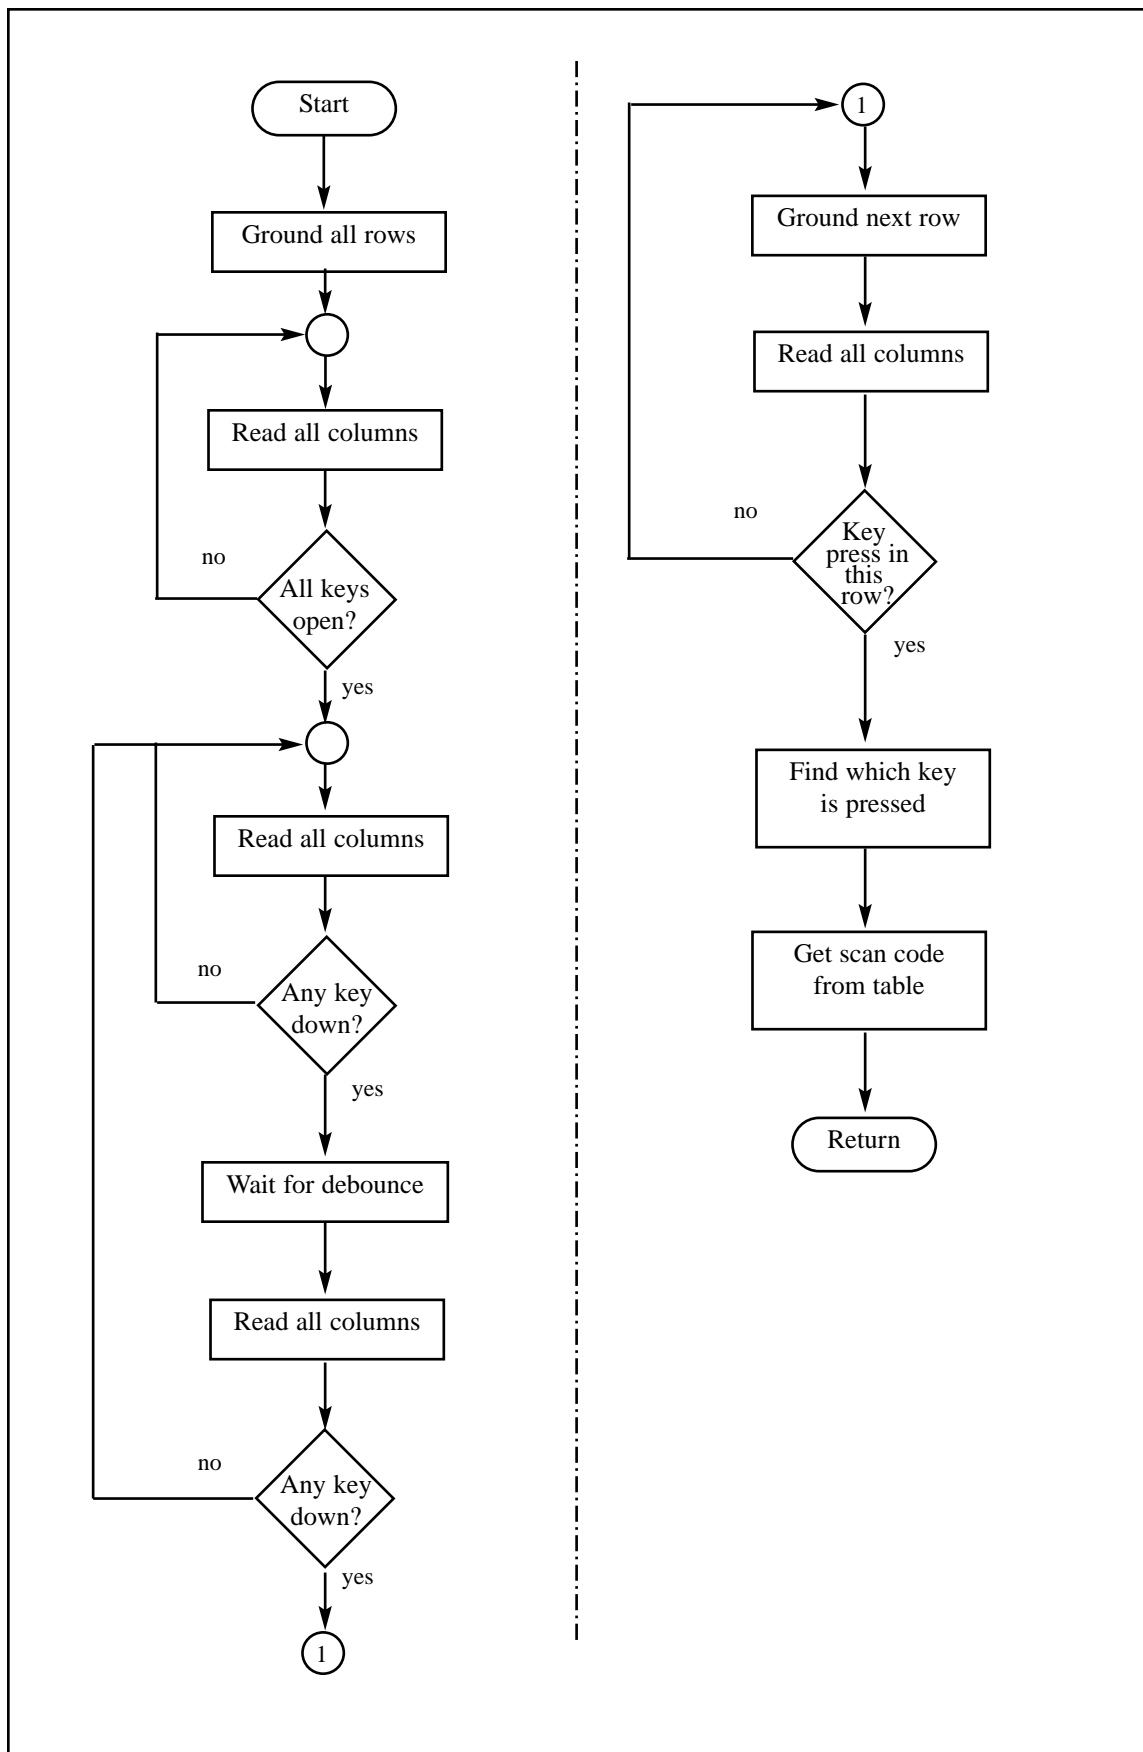 Start
Ground all rows
Read all columns
no
All keys
open?
yes
Read all columns
no
Any key
down?
yes
Wait for debounce
Read all columns
no
Any key
down?
yes
1
1
Ground next row
Read all columns
no
Key
press in
this
row?
yes
Find which key
is pressed
Get scan code
from table
Return